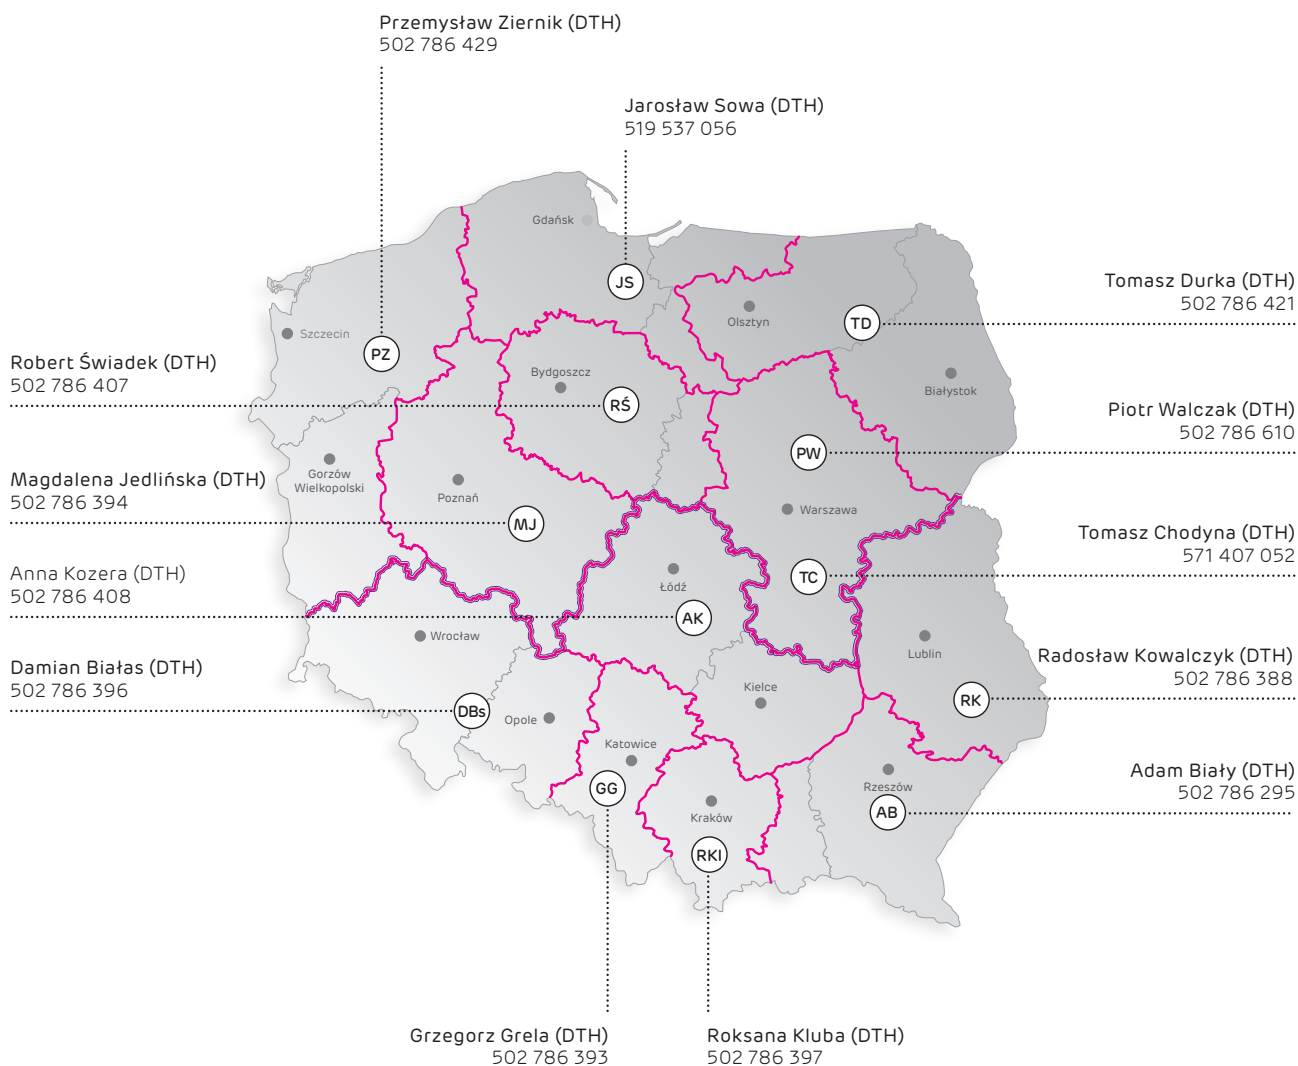 Przemysław Ziernik (DTH)
502 786 429
Jarosław Sowa (DTH)
519 537 056
Gdańsk
JS
Tomasz Durka (DTH)
502 786 421
Olsztyn
TD
Szczecin
PZ
Robert Świadek (DTH)
502 786 407
Bydgoszcz
RŚ
Białystok
Piotr Walczak (DTH)
502 786 610
PW
Gorzów
Wielkopolski
Magdalena Jedlińska (DTH)
502 786 394
Poznań
MJ
Warszawa
Tomasz Chodyna (DTH)
571 407 052
TC
Anna Kozera (DTH)
502 786 408
Łódź
AK
Wrocław
Lublin
Radosław Kowalczyk (DTH)
502 786 388
RK
Damian Białas (DTH)
502 786 396
DBs
Opole
Kielce
Katowice
GG
Adam Biały (DTH)
502 786 295
Rzeszów
AB
Kraków
RKl
Grzegorz Grela (DTH)
502 786 393
Roksana Kluba (DTH)
502 786 397